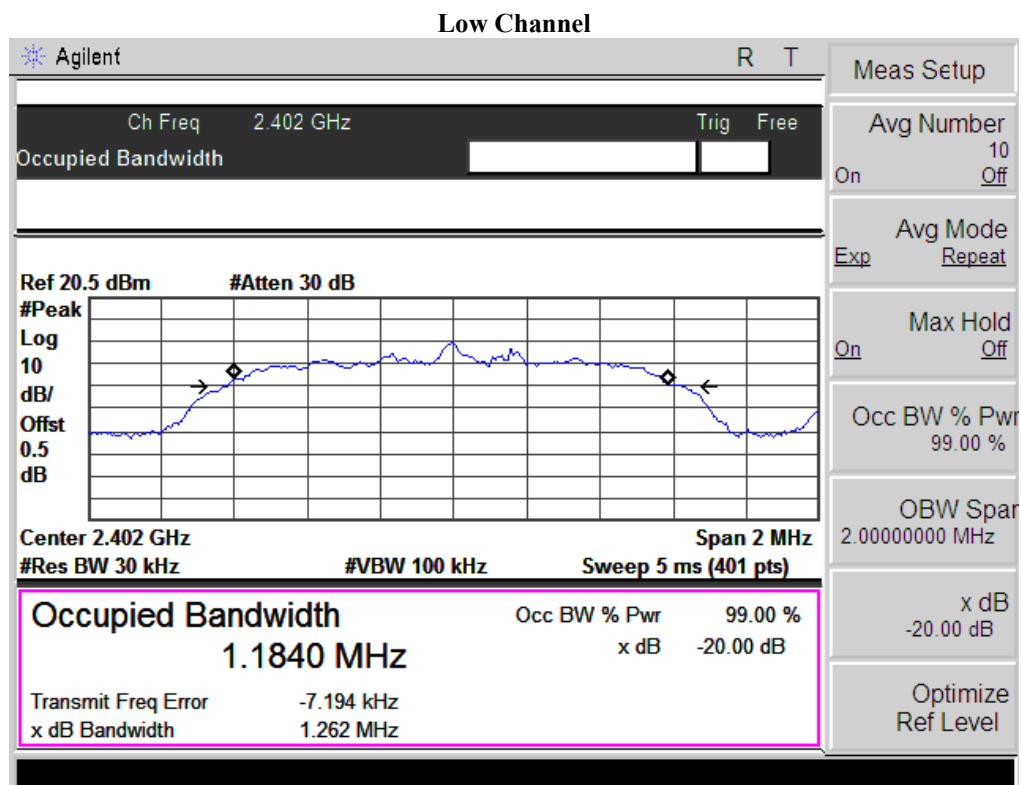 Low Channel
Agilent R T
Ch Freq 2.402 GHz Trig Free
Occupied Bandwidth
Ref 20.5 dBm #Atten 30 dB
#Peak
Log
10
dB/
Offst
0.5
dB
Center 2.402 GHz Span 2 MHz
#Res BW 30 kHz #VBW 100 kHz Sweep 5 ms (401 pts)
Occupied Bandwidth Occ BW % Pwr 99.00 %
1.1840 MHz x dB -20.00 dB
Transmit Freq Error -7.194 kHz
x dB Bandwidth 1.262 MHz
Meas Setup
Avg Number
10
On Off
Avg Mode
Exp Repeat
Max Hold
On Off
Occ BW % Pwr
99.00 %
OBW Span
2.00000000 MHz
x dB
-20.00 dB
Optimize
Ref Level